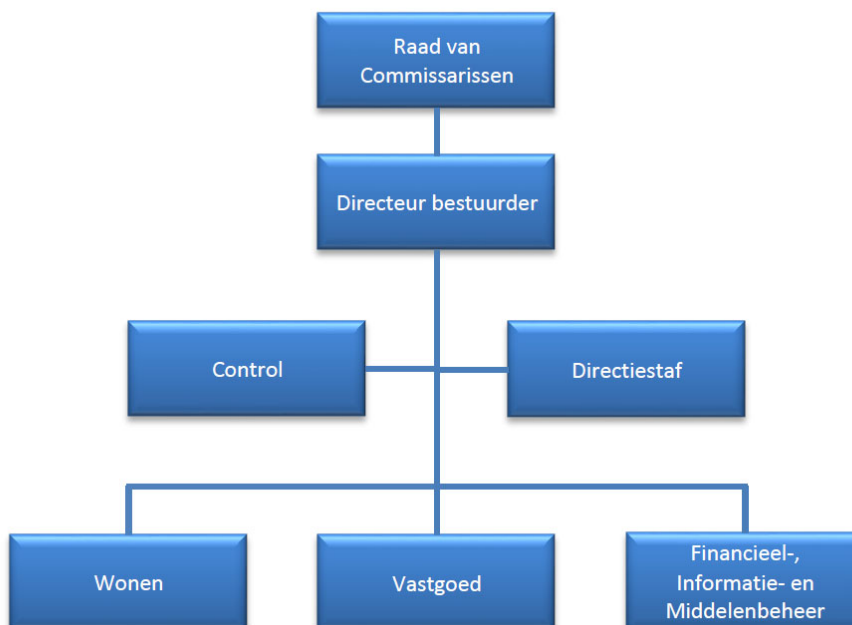 Raad van
Commissarissen
Directeur bestuurder
Control
Directiestaf
Wonen
Vastgoed
Financieel-,
Informatie- en
Middelenbeheer